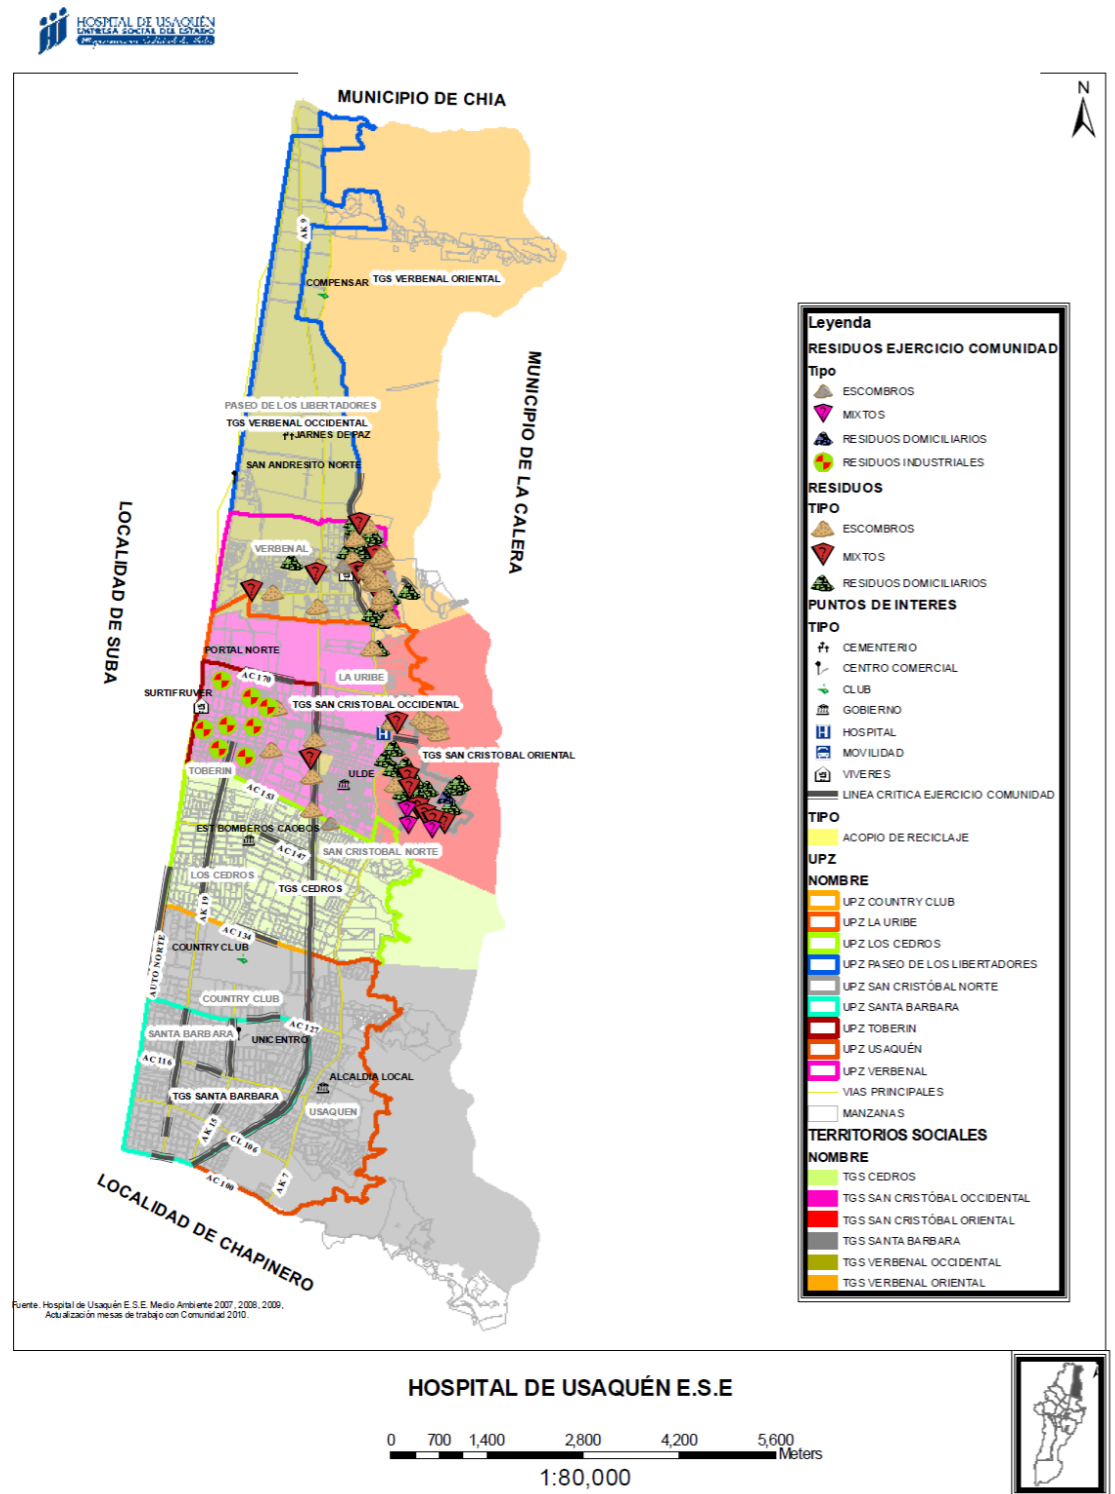 HOSPITAL DE USAQUÉN
EMPRESA SOCIAL DEL ESTADO
MUNICIPIO DE CHIA
N
AK 9
COMPENSAR
TGS VERBENAL ORIENTAL
MUNICIPIO DE LA CALERA
PASEO DE LOS LIBERTADORES
TGS VERBENAL OCCIDENTAL
JARNES DE PAZ
SAN ANDRESITO NORTE
LOCALIDAD DE SUBA
VERBENAL
PORTAL NORTE
AC 170
LA URIBE
SURTIFRUVER
TGS SAN CRISTOBAL OCCIDENTAL
TGS SAN CRISTOBAL ORIENTAL
TOBERIN
ULDE
AC 153
EST BOMBEROS CAOBOS
AC 147
SAN CRISTOBAL NORTE
LOS CEDROS
TGS CEDROS
AK 19
AC 134
COUNTRY CLUB
AUTO NORTE
COUNTRY CLUB
SANTA BARBARA
AC 127
UNICENTRO
AC 116
ALCALDIA LOCAL
TGS SANTA BARBARA
USAQUEN
AK 15
CL 106
AC 100
AK 7
LOCALIDAD DE CHAPINERO
Leyenda
RESIDUOS EJERCICIO COMUNIDAD
Tipo
ESCOMBROS
MIXTOS
RESIDUOS DOMICILIARIOS
RESIDUOS INDUSTRIALES
RESIDUOS
TIPO
ESCOMBROS
MIXTOS
RESIDUOS DOMICILIARIOS
PUNTOS DE INTERES
TIPO
CEMENTERIO
CENTRO COMERCIAL
CLUB
GOBIERNO
HOSPITAL
MOVILIDAD
VIVERES
LINEA CRITICA EJERCICIO COMUNIDAD
TIPO
ACOPIO DE RECICLAJE
UPZ
NOMBRE
UPZ COUNTRY CLUB
UPZ LA URIBE
UPZ LOS CEDROS
UPZ PASEO DE LOS LIBERTADORES
UPZ SAN CRISTÓBAL NORTE
UPZ SANTA BARBARA
UPZ TOBERIN
UPZ USAQUÉN
UPZ VERBENAL
VIAS PRINCIPALES
MANZANAS
TERRITORIOS SOCIALES
NOMBRE
TGS CEDROS
TGS SAN CRISTÓBAL OCCIDENTAL
TGS SAN CRISTÓBAL ORIENTAL
TGS SANTA BARBARA
TGS VERBENAL OCCIDENTAL
TGS VERBENAL ORIENTAL
Fuente. Hospital de Usaquén E.S.E. Medio Ambiente 2007, 2008, 2009,
Actualización mesas de trabajo con Comunidad 2010.
HOSPITAL DE USAQUÉN E.S.E
0 700 1,400 2,800 4,200 5,600
Meters
1:80,000